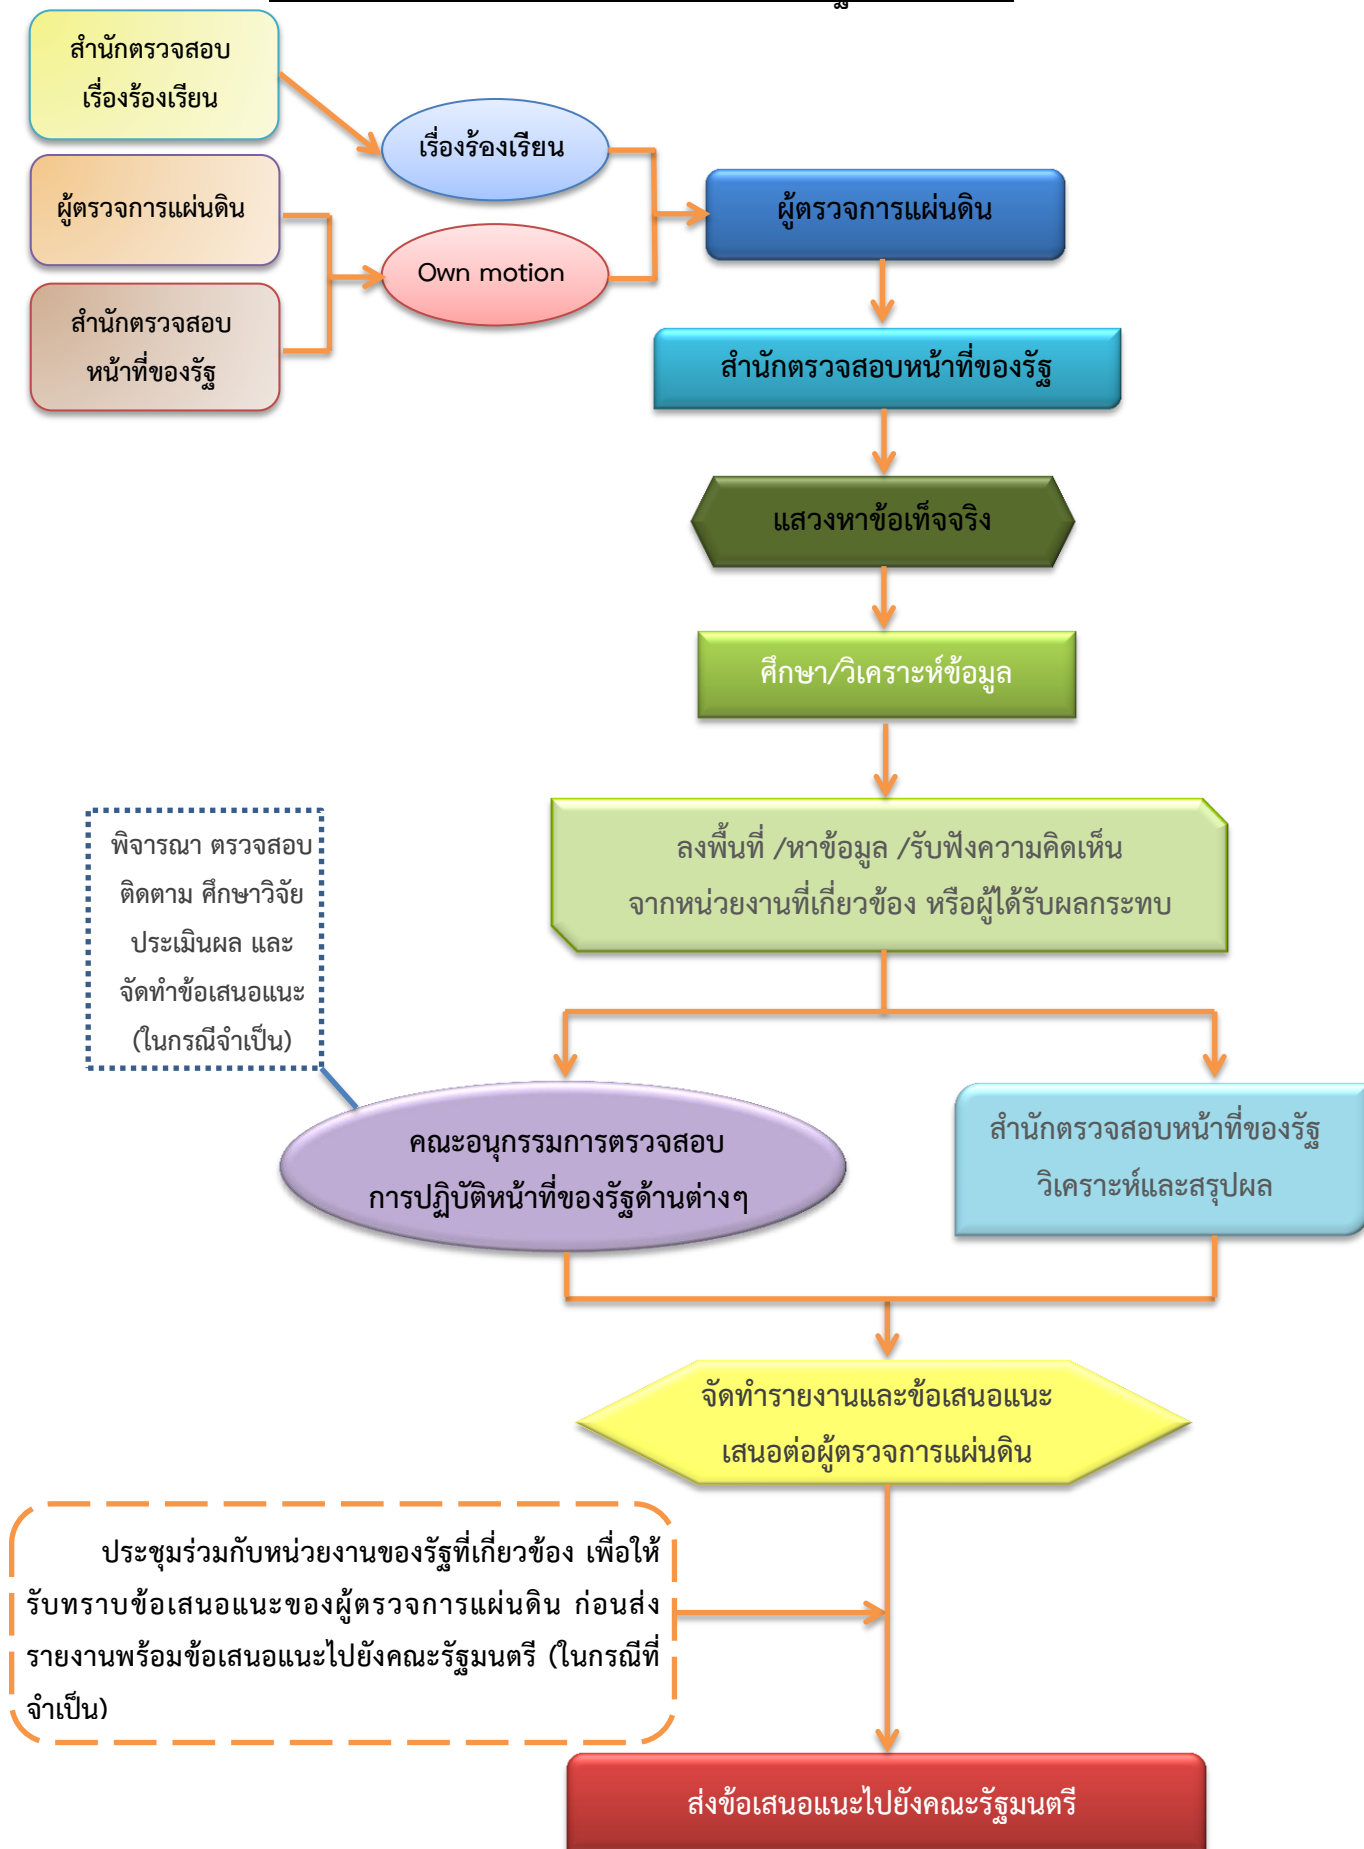 สำนักตรวจสอบ
เรื่องร้องเรียน
เรื่องร้องเรียน
ผู้ตรวจการแผ่นดิน
ผู้ตรวจการแผ่นดิน
Own motion
สำนักตรวจสอบ
หน้าที่ของรัฐ
สำนักตรวจสอบหน้าที่ของรัฐ
แสวงหาข้อเท็จจริง
ศึกษา/วิเคราะห์ข้อมูล
ลงพื้นที่ /หาข้อมูล /รับฟังความคิดเห็น
จากหน่วยงานที่เกี่ยวข้อง หรือผู้ได้รับผลกระทบ
พิจารณา ตรวจสอบ
ติดตาม ศึกษาวิจัย
ประเมินผล และ
จัดทำข้อเสนอแนะ
(ในกรณีจำเป็น)
คณะอนุกรรมการตรวจสอบ
การปฏิบัติหน้าที่ของรัฐด้านต่างๆ
สำนักตรวจสอบหน้าที่ของรัฐ
วิเคราะห์และสรุปผล
จัดทำรายงานและข้อเสนอแนะ
เสนอต่อผู้ตรวจการแผ่นดิน
ประชุมร่วมกับหน่วยงานของรัฐที่เกี่ยวข้อง เพื่อให้
รับทราบข้อเสนอแนะของผู้ตรวจการแผ่นดิน ก่อนส่ง
รายงานพร้อมข้อเสนอแนะไปยังคณะรัฐมนตรี (ในกรณีที่
จำเป็น)
ส่งข้อเสนอแนะไปยังคณะรัฐมนตรี